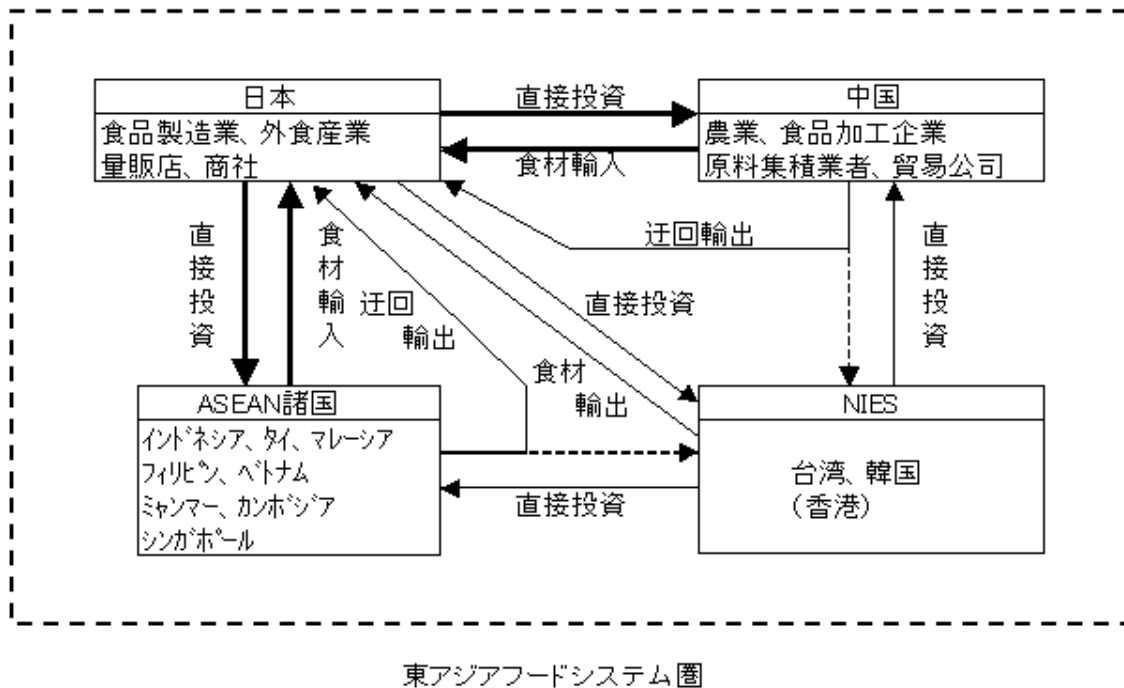 日本
食品製造業、外食産業
量販店、商社
直接投資
食材輸入
中国
農業、食品加工企業
原料集積業者、貿易公司
直接投資
食材輸入
迂回
輸出
迂回輸出
直接投資
直接投資
食材
輸出
ASEAN諸国
インドネシア、タイ、マレーシア
フィリピン、ベトナム
ミャンマー、カンボジア
シンガポール
直接投資
NIES
台湾、韓国
(香港)
東アジアフードシステム圏